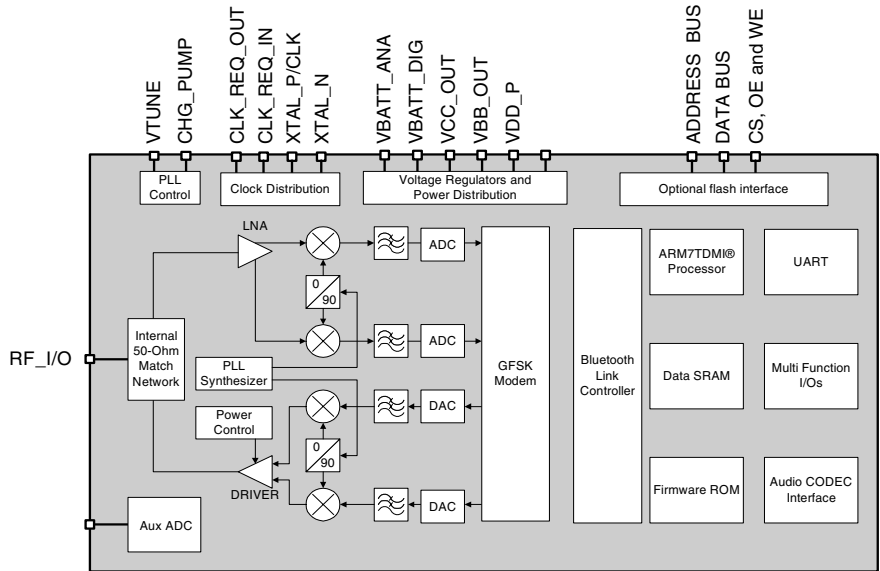 VTUNE
CHG_PUMP
CLK_REQ_OUT
CLK_REQ_IN
XTAL_P/CLK
XTAL_N
VBATT_ANA
VBATT_DIG
VCC_OUT
VBB_OUT
VDD_P
ADDRESS BUS
DATA BUS
CS, OE and WE
PLL
Control
Clock Distribution
Voltage Regulators and
Power Distribution
Optional flash interface
LNA
ADC
0
90
ADC
RF_I/O
Internal
50-Ohm
Match
Network
PLL
Synthesizer
Power
Control
DRIVER
DAC
0
90
DAC
GFSK
Modem
Bluetooth
Link
Controller
ARM7TDMI®
Processor
UART
Data SRAM
Multi Function
I/Os
Firmware ROM
Audio CODEC
Interface
Aux ADC